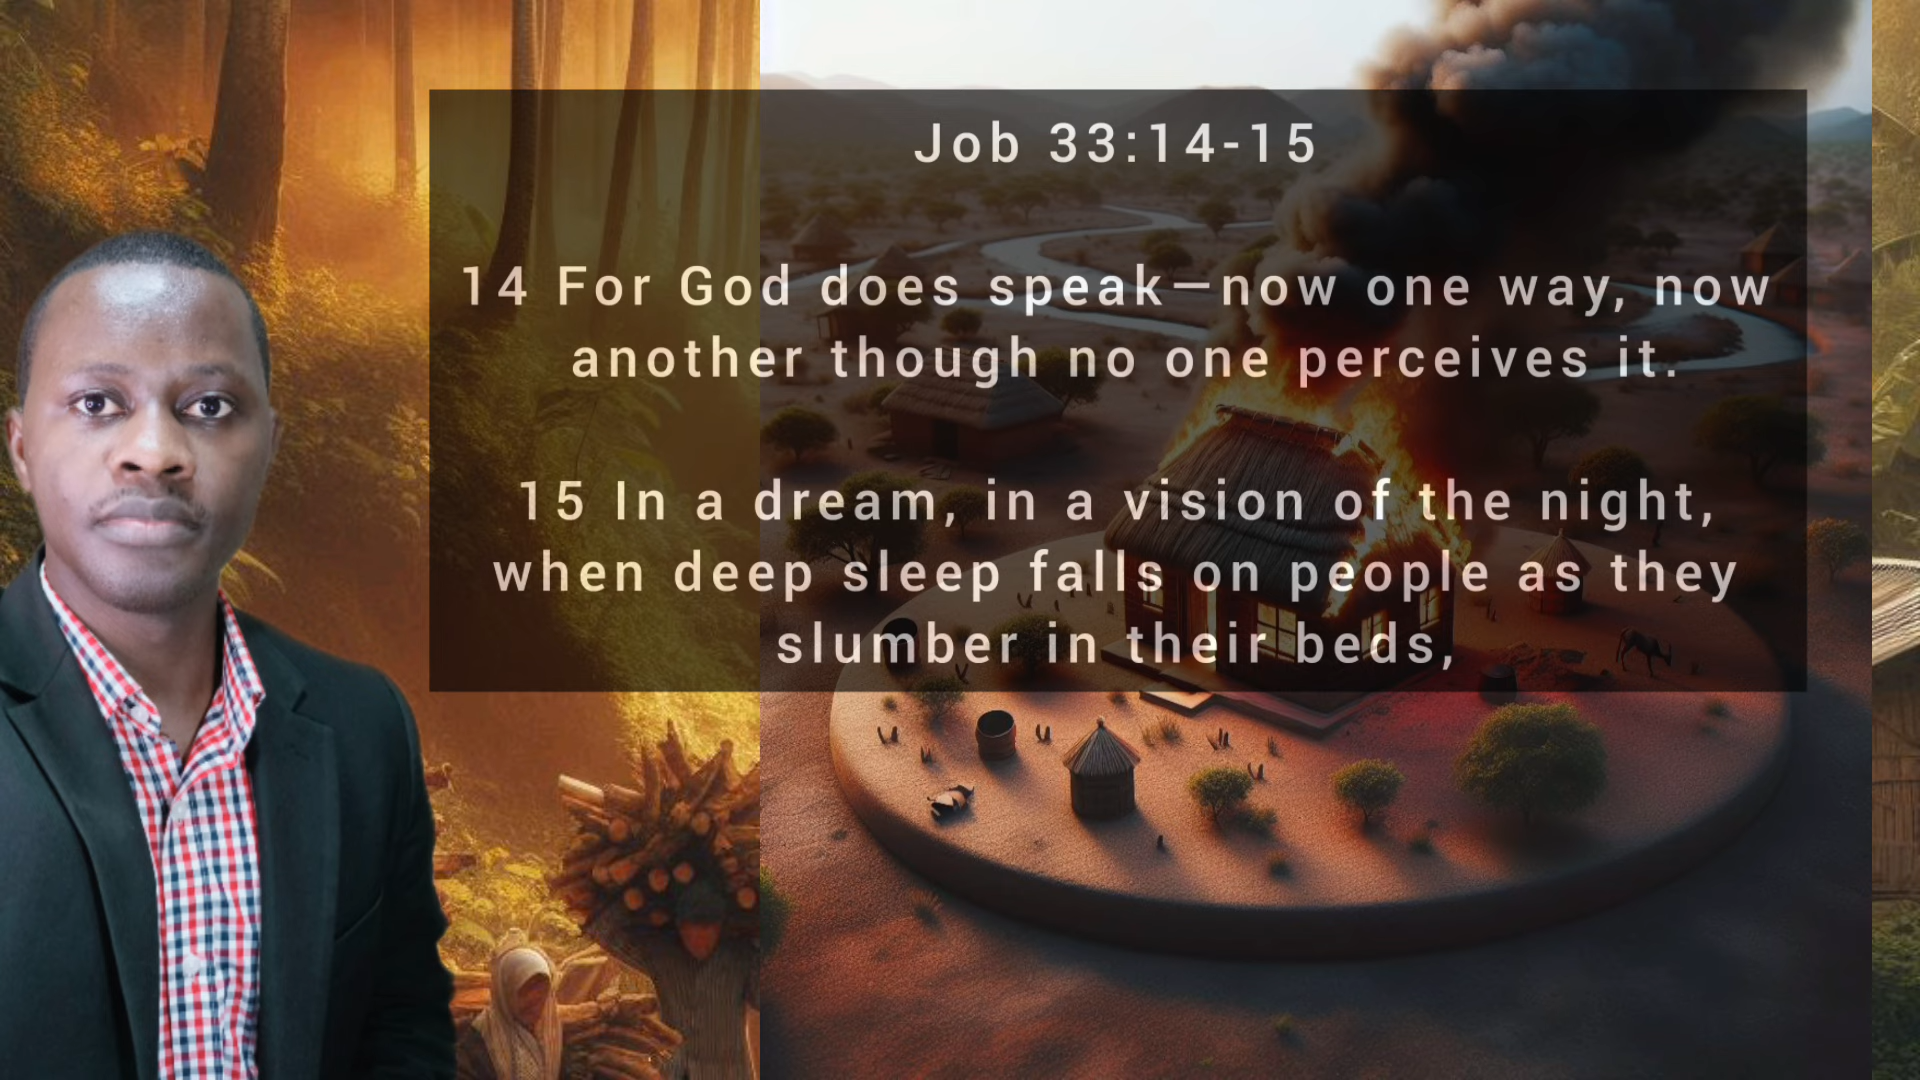 Job 33:14-15
14 For God does speak—now one way, now
another though no one perceives it.
15 In a dream, in a vision of the night,
when deep sleep falls on people as they
slumber in their beds,